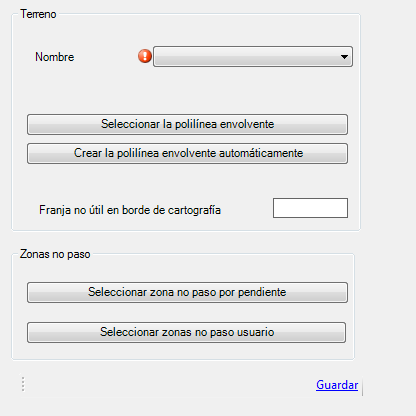 Terreno
Nombre
Seleccionar la polilínea envolvente
Crear la polilínea envolvente automáticamente
Franja no útil en borde de cartografía
Zonas no paso
Seleccionar zona no paso por pendiente
Seleccionar zonas no paso usuario
Guardar